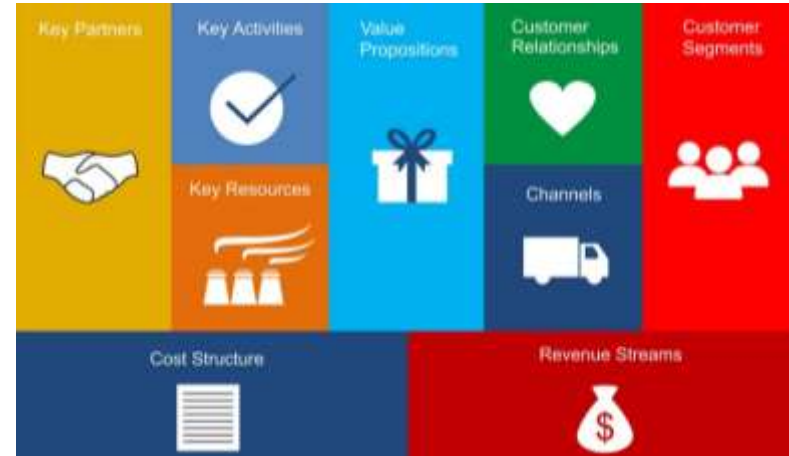 Key Partners
Key Activities
Value
Propositions
Customer
Relationships
Customer
Segments
Key Resources
Channels
Cost Structure
Revenue Streams
$